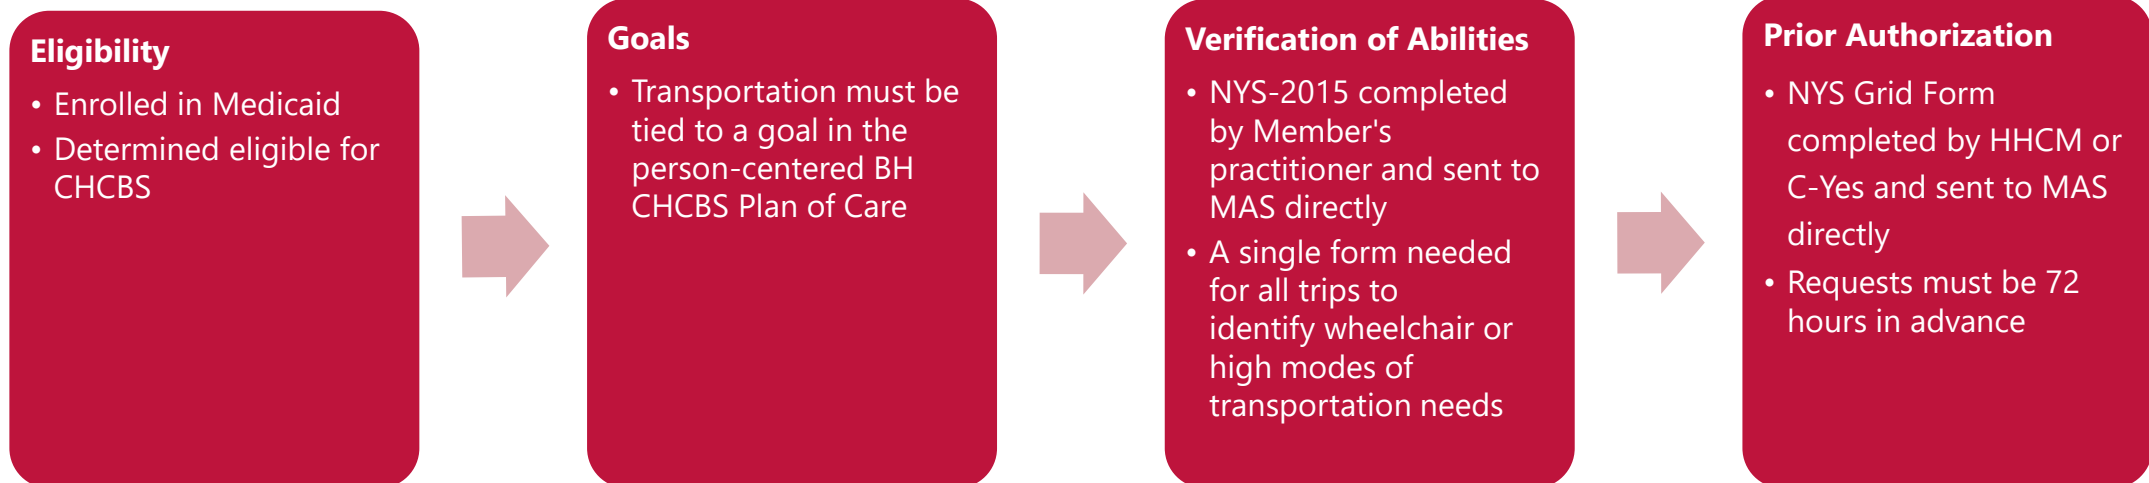 Eligibility
• Enrolled in Medicaid
• Determined eligible for
CHCBS
Goals
• Transportation must be
tied to a goal in the
person-centered BH
CHCBS Plan of Care
Verification of Abilities
• NYS-2015 completed
by Member's
practitioner and sent to
MAS directly
• A single form needed
for all trips to
identify wheelchair or
high modes of
transportation needs
Prior Authorization
• NYS Grid Form
completed by HHCM or
C-Yes and sent to MAS
directly
• Requests must be 72
hours in advance